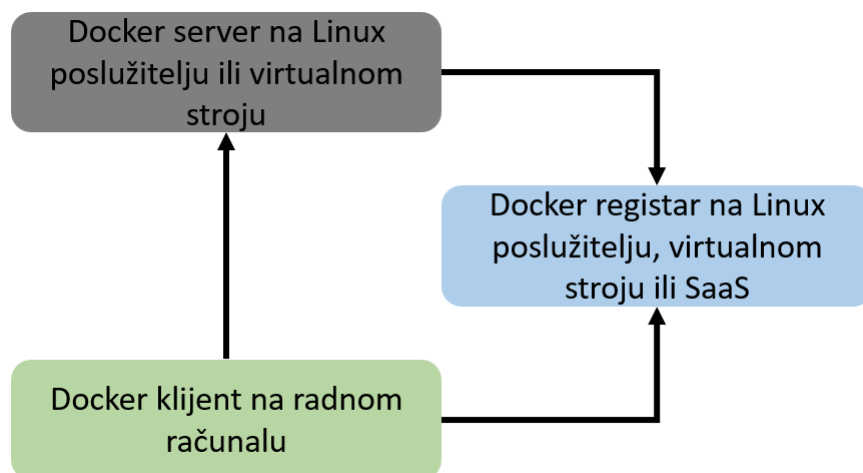 Docker server na Linux
poslužitelju ili virtualnom
stroju
Docker registar na Linux
poslužitelju, virtualnom
stroju ili SaaS
Docker klijent na radnom
računalu